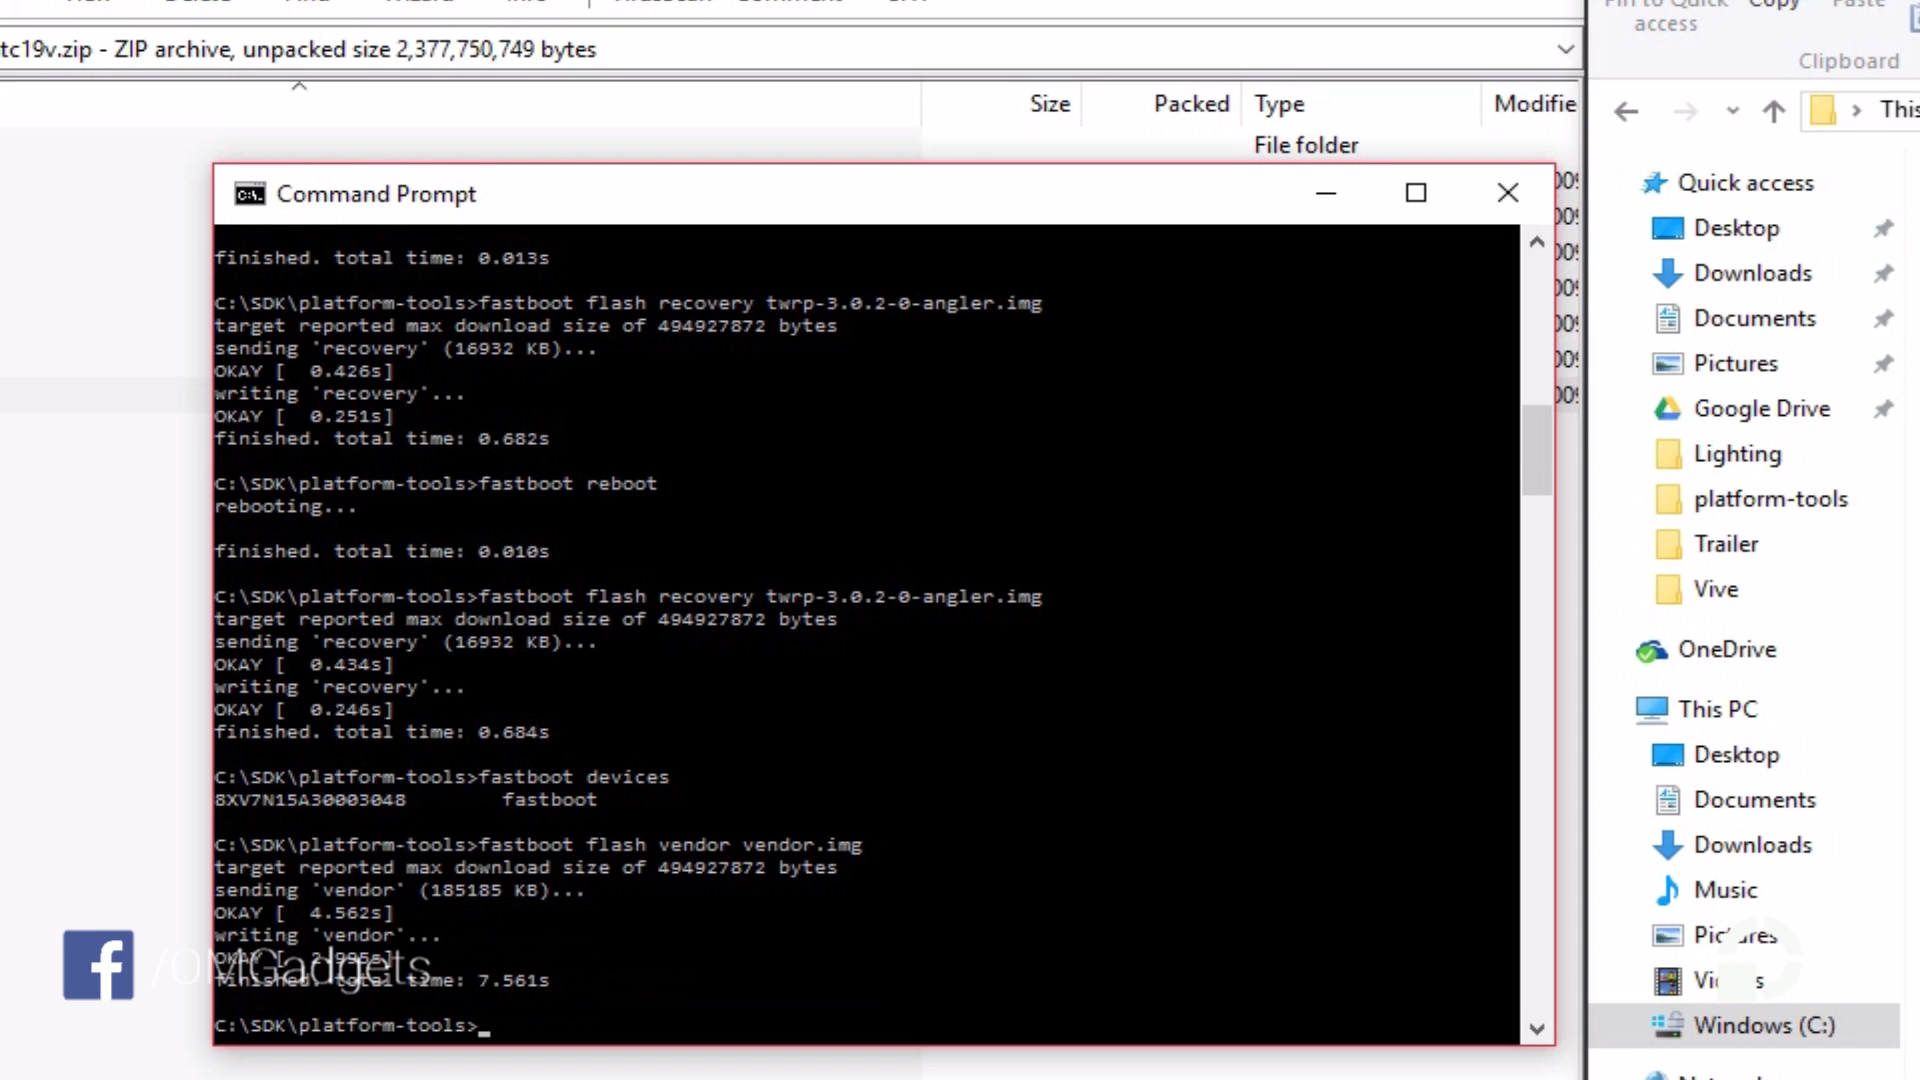 tc19v.zip - ZIP archive, unpacked size 2,377,750,749 bytes
Size Packed Type Modifie
File folder
Command Prompt
finished. total time: 0.013s
C:\SDK\platform-tools>fastboot flash recovery twrp-3.0.2-0-angler.img
target reported max download size of 494927872 bytes
sending 'recovery' (16932 KB)...
OKAY [  0.426s]
writing 'recovery'...
OKAY [  0.251s]
finished. total time: 0.682s
C:\SDK\platform-tools>fastboot reboot
rebooting...
finished. total time: 0.010s
C:\SDK\platform-tools>fastboot flash recovery twrp-3.0.2-0-angler.img
target reported max download size of 494927872 bytes
sending 'recovery' (16932 KB)...
OKAY [  0.434s]
writing 'recovery'...
OKAY [  0.246s]
finished. total time: 0.684s
C:\SDK\platform-tools>fastboot devices
8XV7N15A30003048        fastboot
C:\SDK\platform-tools>fastboot flash vendor vendor.img
target reported max download size of 494927872 bytes
sending 'vendor' (185185 KB)...
OKAY [  4.562s]
writing 'vendor'...
OKAY [  2.995s]
finished. total time: 7.561s
C:\SDK\platform-tools>_
/OMGadgets
Pin to Quick access
Copy
Paste
Clipboard
This
Quick access
Desktop
Downloads
Documents
Pictures
Google Drive
Lighting
platform-tools
Trailer
Vive
OneDrive
This PC
Desktop
Documents
Downloads
Music
Pictures
Windows (C:)